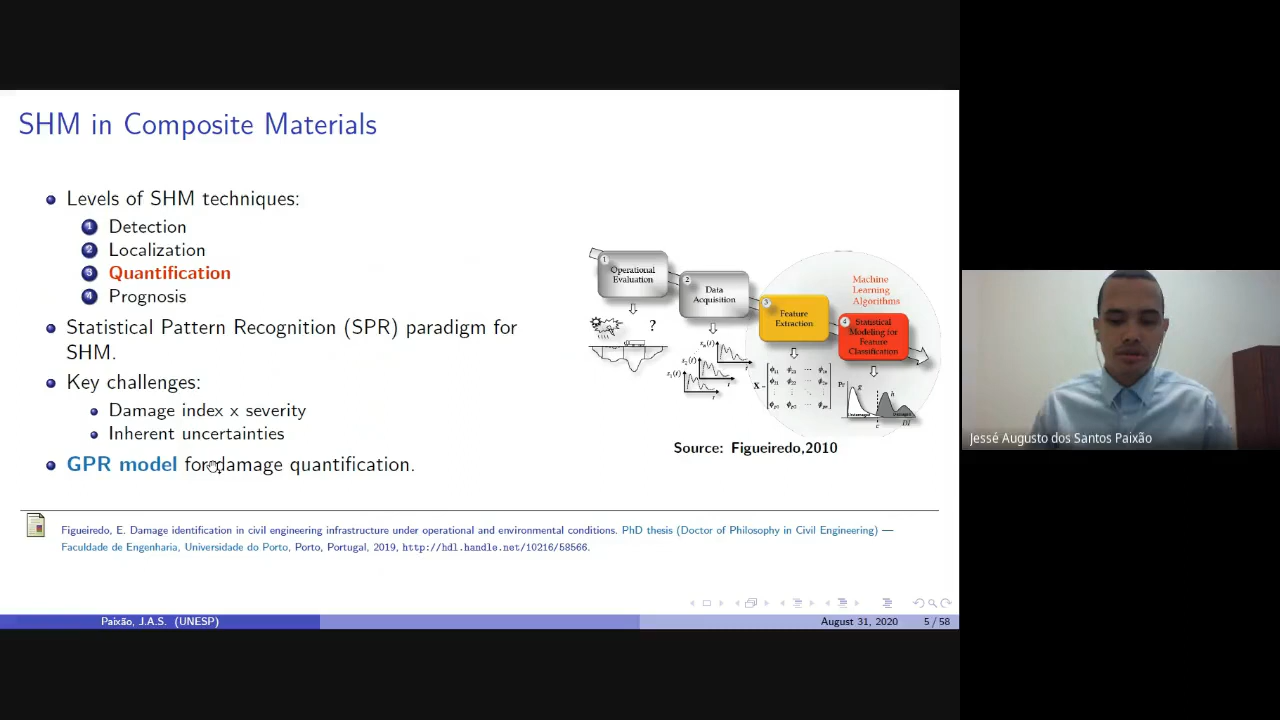 SHM in Composite Materials
Levels of SHM techniques:
1 Detection
2 Localization
3 Quantification
4 Prognosis
Statistical Pattern Recognition (SPR) paradigm for
SHM.
Key challenges:
Damage index x severity
Inherent uncertainties
GPR model for damage quantification.
1
Operational
Evaluation
2
Data
Acquisition
3
Feature
Extraction
Machine
Learning
Algorithms
4
Statistical
Modeling for
Feature
Classification
?
Source: Figueiredo,2010
Figueiredo, E. Damage identification in civil engineering infrastructure under operational and environmental conditions. PhD thesis (Doctor of Philosophy in Civil Engineering) —
Faculdade de Engenharia, Universidade do Porto, Porto, Portugal, 2019, http://hdl.handle.net/10216/58566.
Paixão, J.A.S. (UNESP)
August 31, 2020
5 / 58
Jessé Augusto dos Santos Paixão